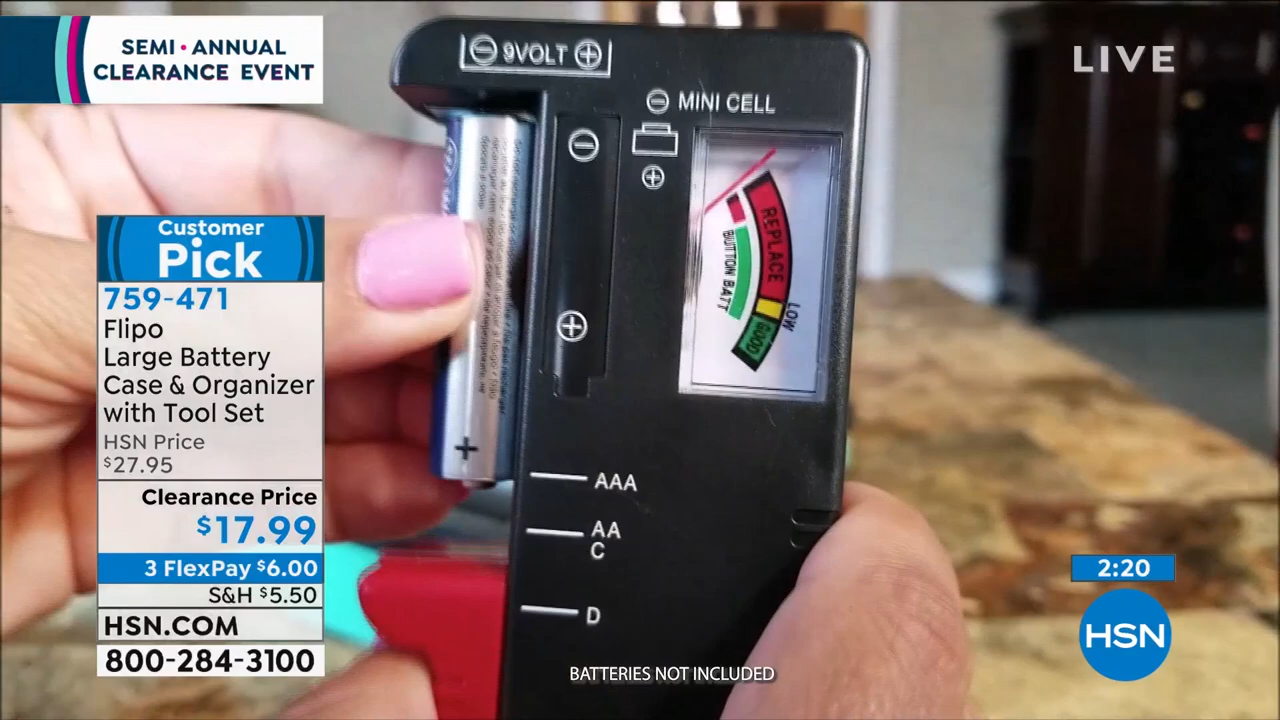 SEMI • ANNUAL
CLEARANCE EVENT
LIVE
⊖ 9VOLT ⊕
⊖ MINI CELL
⊖
⊕
⊕
REPLACE
LOW
GOOD
BUTTON BATT
+
AAA
AA
C
D
Customer
Pick
759-471
Flipo
Large Battery
Case & Organizer
with Tool Set
HSN Price
$27.95
Clearance Price
$17.99
3 FlexPay $6.00
S&H $5.50
HSN.COM
800-284-3100
2:20
HSN
BATTERIES NOT INCLUDED